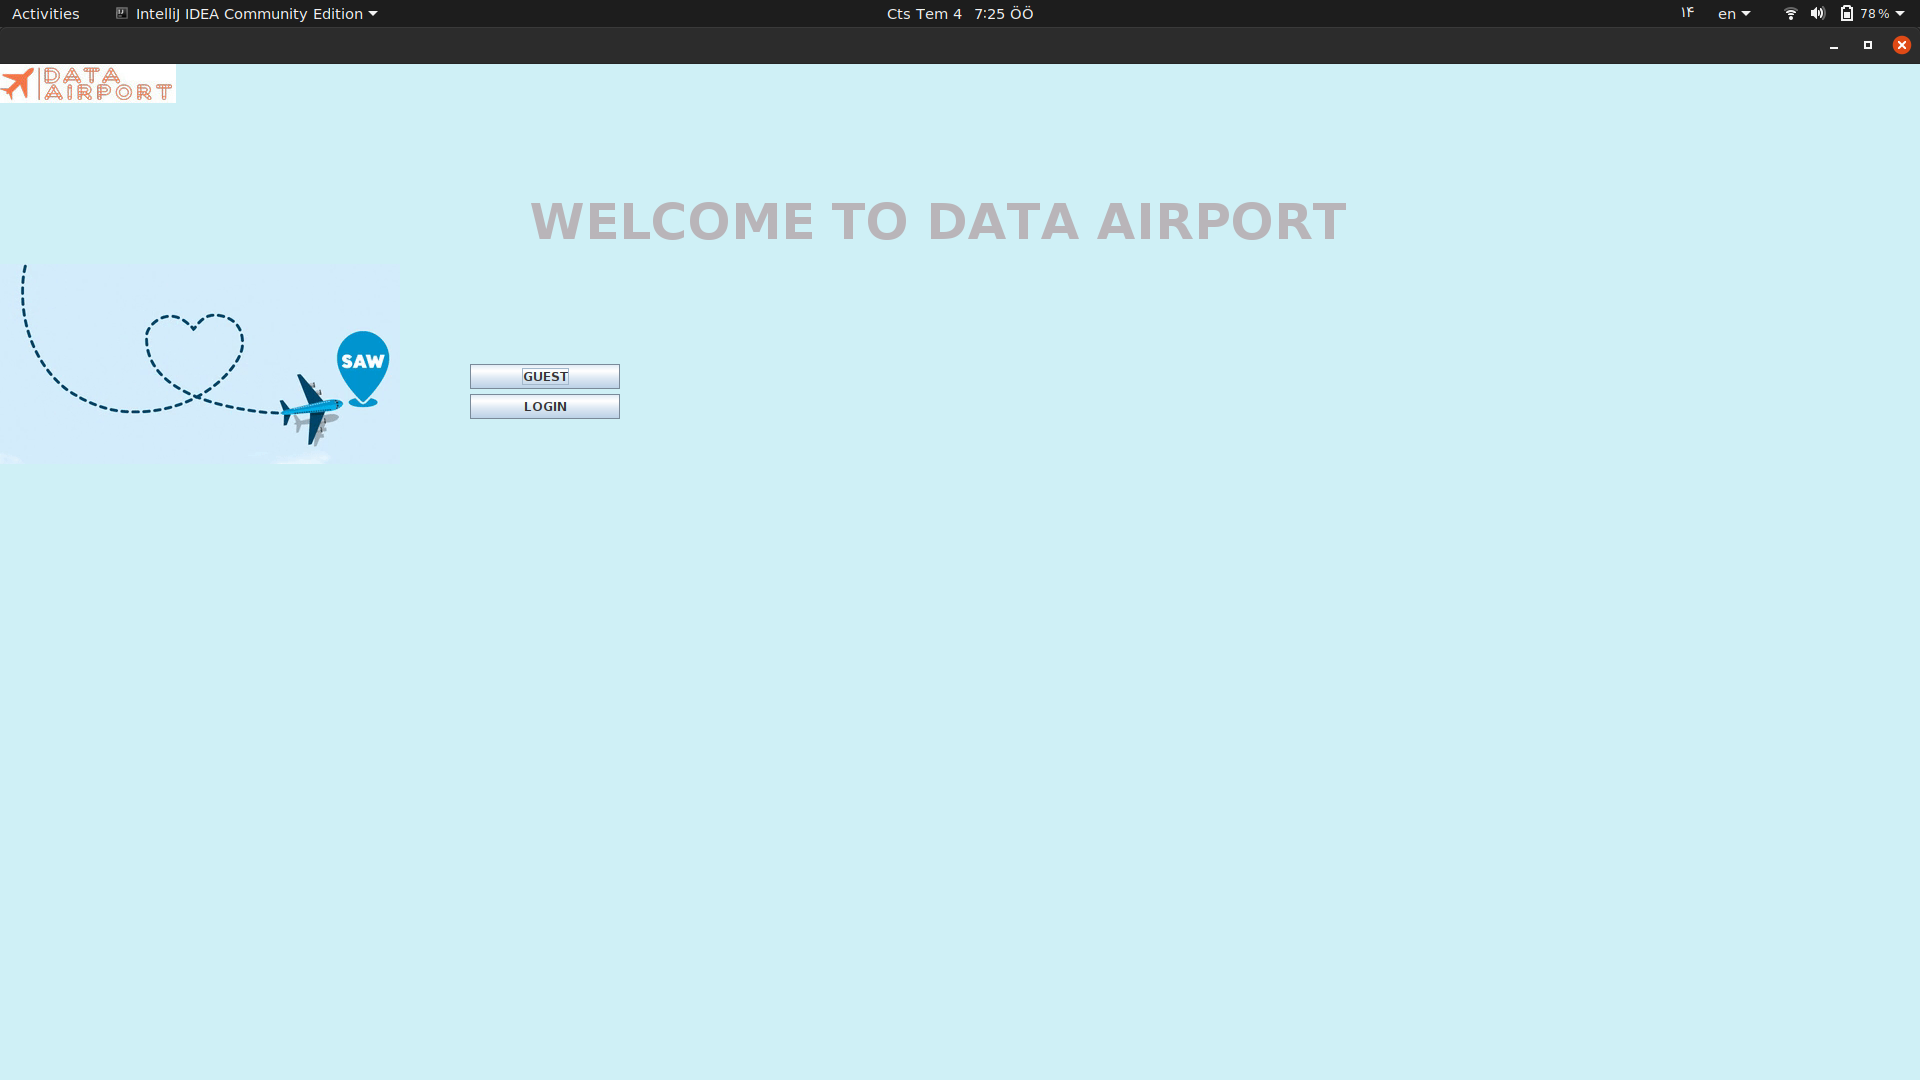 Activities
IntelliJ IDEA Community Edition
Cts Tem 4 7:25 ÖÖ
۱۴
en
78 %
DATA
AIRPORT
WELCOME TO DATA AIRPORT
SAW
GUEST
LOGIN